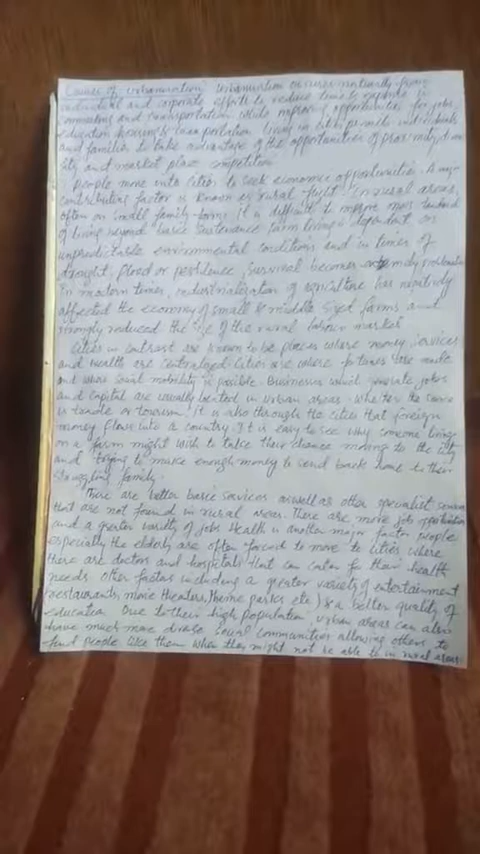 Causes of urbanisation: Urbanisation occurs naturally from
individual and corporate efforts to reduce time & expense in
commuting and transportation while improv opportunities for jobs,
education housing & transportation living in cities permits individuals
and families to take advantage of the opportunities of proximity, diver
sity and market place competition
People move into cities to seek economic opportunities. A major
contributing factor is known as rural flight. In rural areas,
often on small family farms, it is difficult to improve ones standard
of living beyond basic sustenance farm living is dependent on
unpredictable environmental conditions and in times of
drought, flood or pestilence, survival becomes
In modern times, industrialization of agriculture has negatively
affected the economy of small & middle sized farms and
strongly reduced the size of the rural labour market
Cities in contrast are known to be places where money, services
and wealth are centralized cities are where fortunes are made
and where social mobility is possible. Businesses which generate jobs
and capital are usually located in urban areas. Whether the source
is trade or tourism. It is also through the cities that foreign
money flows into a country. It is easy to see why someone living
on a farm might wish to take their chance moving to the city
and trying to make enough money to send back home to their
struggling family.
There are better basic services as well as other specialist services
that are not found in rural areas. There are more job opportunities
and a greater variety of jobs Health is another major factor people
especially the elderly are often forced to move to cities where
there are doctors and hospitals that can cater for their health
needs other factors including a greater variety of entertainment
(restaurants, movie theaters, theme parks etc) & a better quality of
education. Due to their high population, urban areas can also
have much more diverse social communities allowing others to
find people like them when they might not be able to in rural areas.